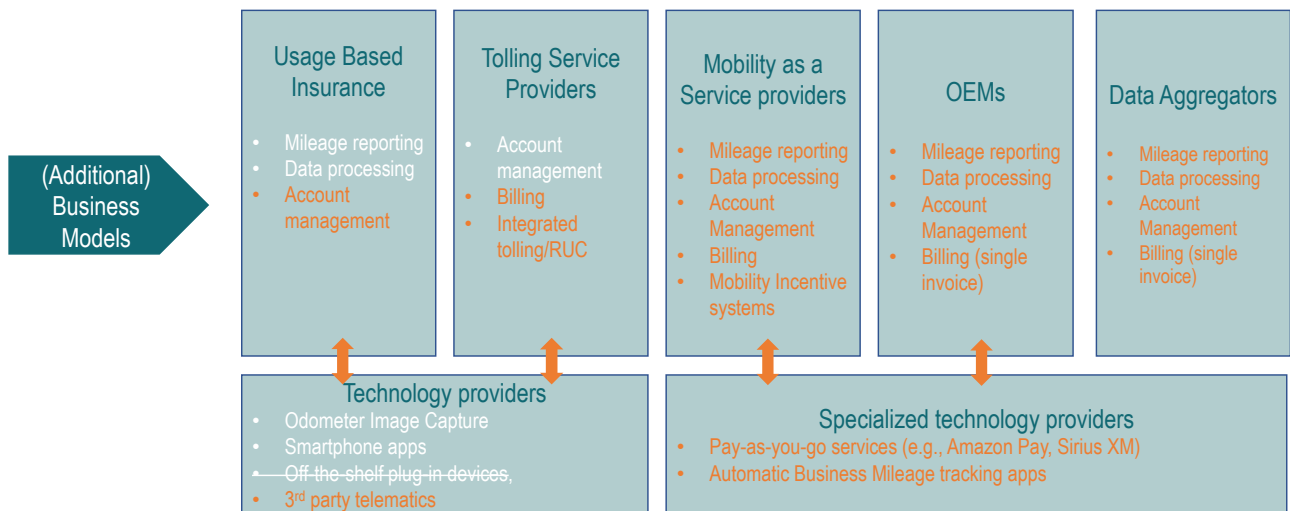 (Additional)
Business
Models
Usage Based
Insurance
• Mileage reporting
• Data processing
• Account
management
Tolling Service
Providers
• Account
management
• Billing
• Integrated
tolling/RUC
Mobility as a
Service providers
• Mileage reporting
• Data processing
• Account
Management
• Billing
• Mobility Incentive
systems
OEMs
• Mileage reporting
• Data processing
• Account
Management
• Billing (single
invoice)
Data Aggregators
• Mileage reporting
• Data processing
• Account
Management
• Billing (single
invoice)
Technology providers
• Odometer Image Capture
• Smartphone apps
• Off the shelf plug-in devices,
• 3rd party telematics
Specialized technology providers
• Pay-as-you-go services (e.g., Amazon Pay, Sirius XM)
• Automatic Business Mileage tracking apps